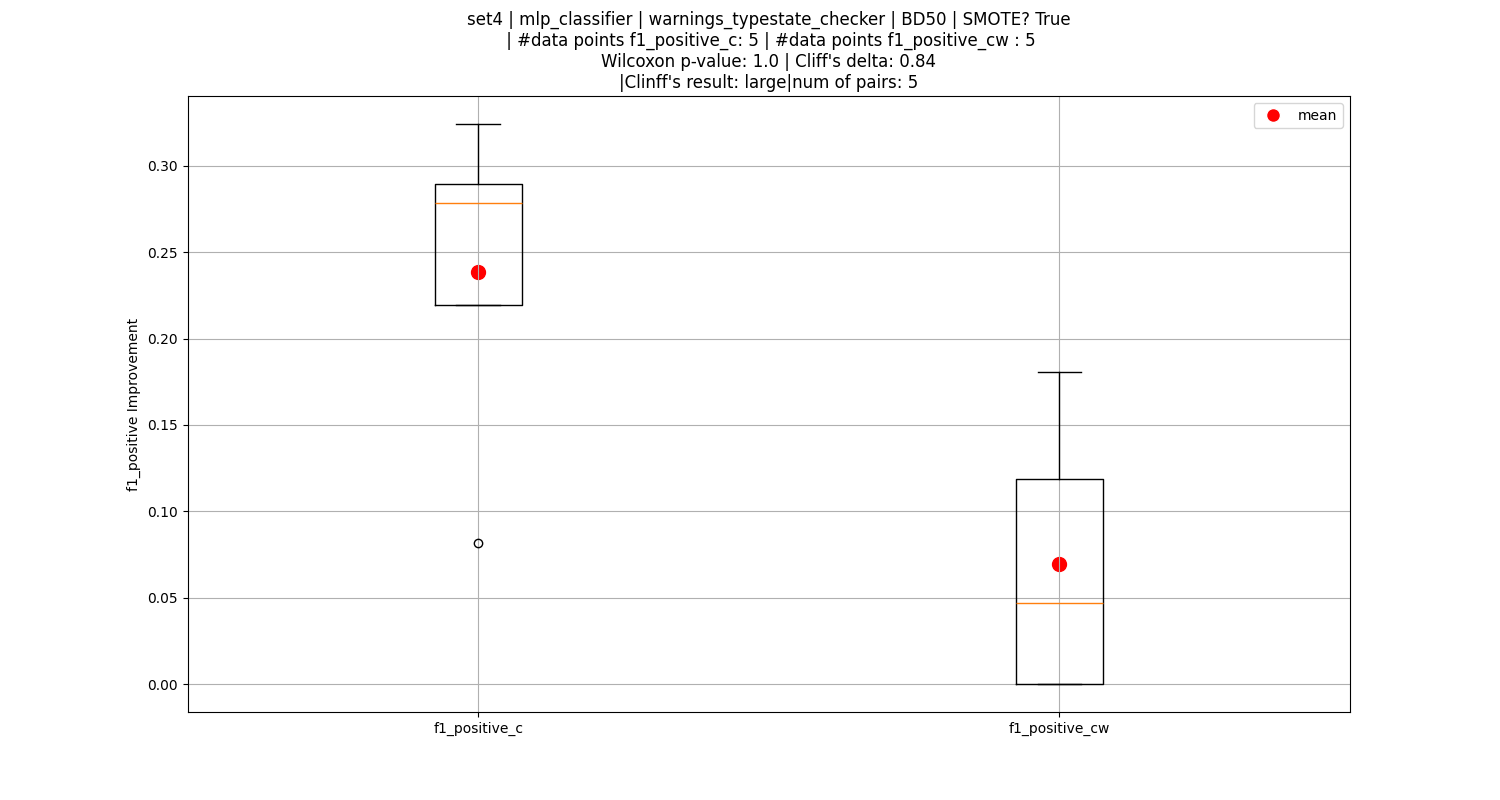 set4 | mlp_classifier | warnings_typestate_checker | BD50 | SMOTE? True
| #data points f1_positive_c: 5 | #data points f1_positive_cw : 5
Wilcoxon p-value: 1.0 | Cliff's delta: 0.84
|Clinff's result: large|num of pairs: 5
mean
0.30
0.25
0.20
0.15
0.10
0.05
0.00
f1_positive Improvement
f1_positive_c
f1_positive_cw